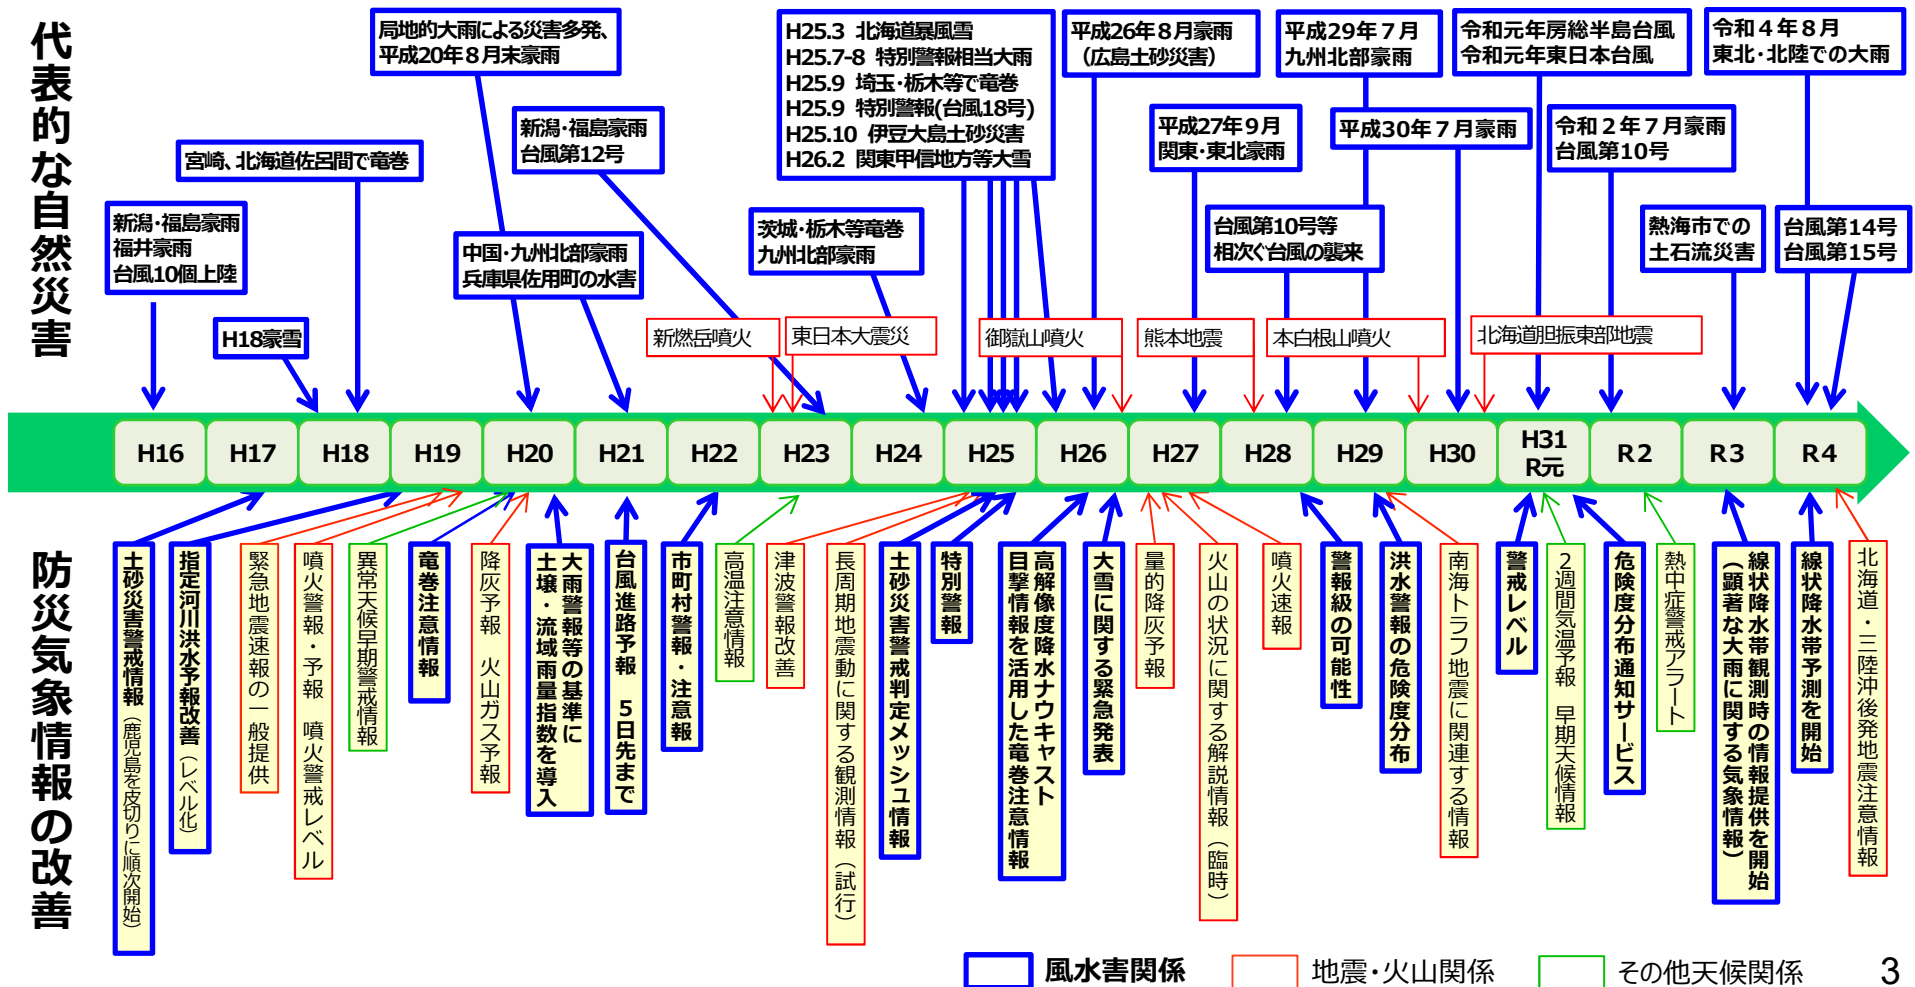 代表的な自然災害
局地的大雨による災害多発、
平成20年８月末豪雨
H25.3 北海道暴風雪
H25.7-8 特別警報相当大雨
H25.9 埼玉・栃木等で竜巻
H25.9 特別警報(台風18号)
H25.10 伊豆大島土砂災害
H26.2 関東甲信地方等大雪
平成26年８月豪雨
（広島土砂災害）
平成29年７月
九州北部豪雨
令和元年房総半島台風
令和元年東日本台風
令和４年８月
東北・北陸での大雨
新潟・福島豪雨
台風第12号
平成27年９月
関東・東北豪雨
平成30年７月豪雨
令和２年７月豪雨
台風第10号
宮崎、北海道佐呂間で竜巻
新潟・福島豪雨
福井豪雨
台風10個上陸
中国・九州北部豪雨
兵庫県佐用町の水害
茨城・栃木等竜巻
九州北部豪雨
台風第10号等
相次ぐ台風の襲来
熱海市での
土石流災害
台風第14号
台風第15号
H18豪雪
新燃岳噴火
東日本大震災
御嶽山噴火
熊本地震
本白根山噴火
北海道胆振東部地震
H16
H17
H18
H19
H20
H21
H22
H23
H24
H25
H26
H27
H28
H29
H30
H31
R元
R２
R３
R４
防災気象情報の改善
土砂災害警戒情報（鹿児島を皮切りに順次開始）
指定河川洪水予報改善（レベル化）
緊急地震速報の一般提供
噴火警報・予報　噴火警戒レベル
異常天候早期警戒情報
竜巻注意情報
降灰予報　火山ガス予報
大雨警報等の基準に
土壌・流域雨量指数を導入
台風進路予報　５日先まで
市町村警報・注意報
高温注意情報
津波警報改善
長周期地震動に関する観測情報（試行）
土砂災害警戒判定メッシュ情報
特別警報
高解像度降水ナウキャスト
目撃情報を活用した竜巻注意情報
大雪に関する緊急発表
量的降灰予報
火山の状況に関する解説情報（臨時）
噴火速報
警報級の可能性
洪水警報の危険度分布
南海トラフ地震に関連する情報
警戒レベル
２週間気温予報　早期天候情報
危険度分布通知サービス
熱中症警戒アラート
線状降水帯観測時の情報提供を開始
（顕著な大雨に関する気象情報）
線状降水帯予測を開始
北海道・三陸沖後発地震注意情報
風水害関係
地震・火山関係
その他天候関係
3